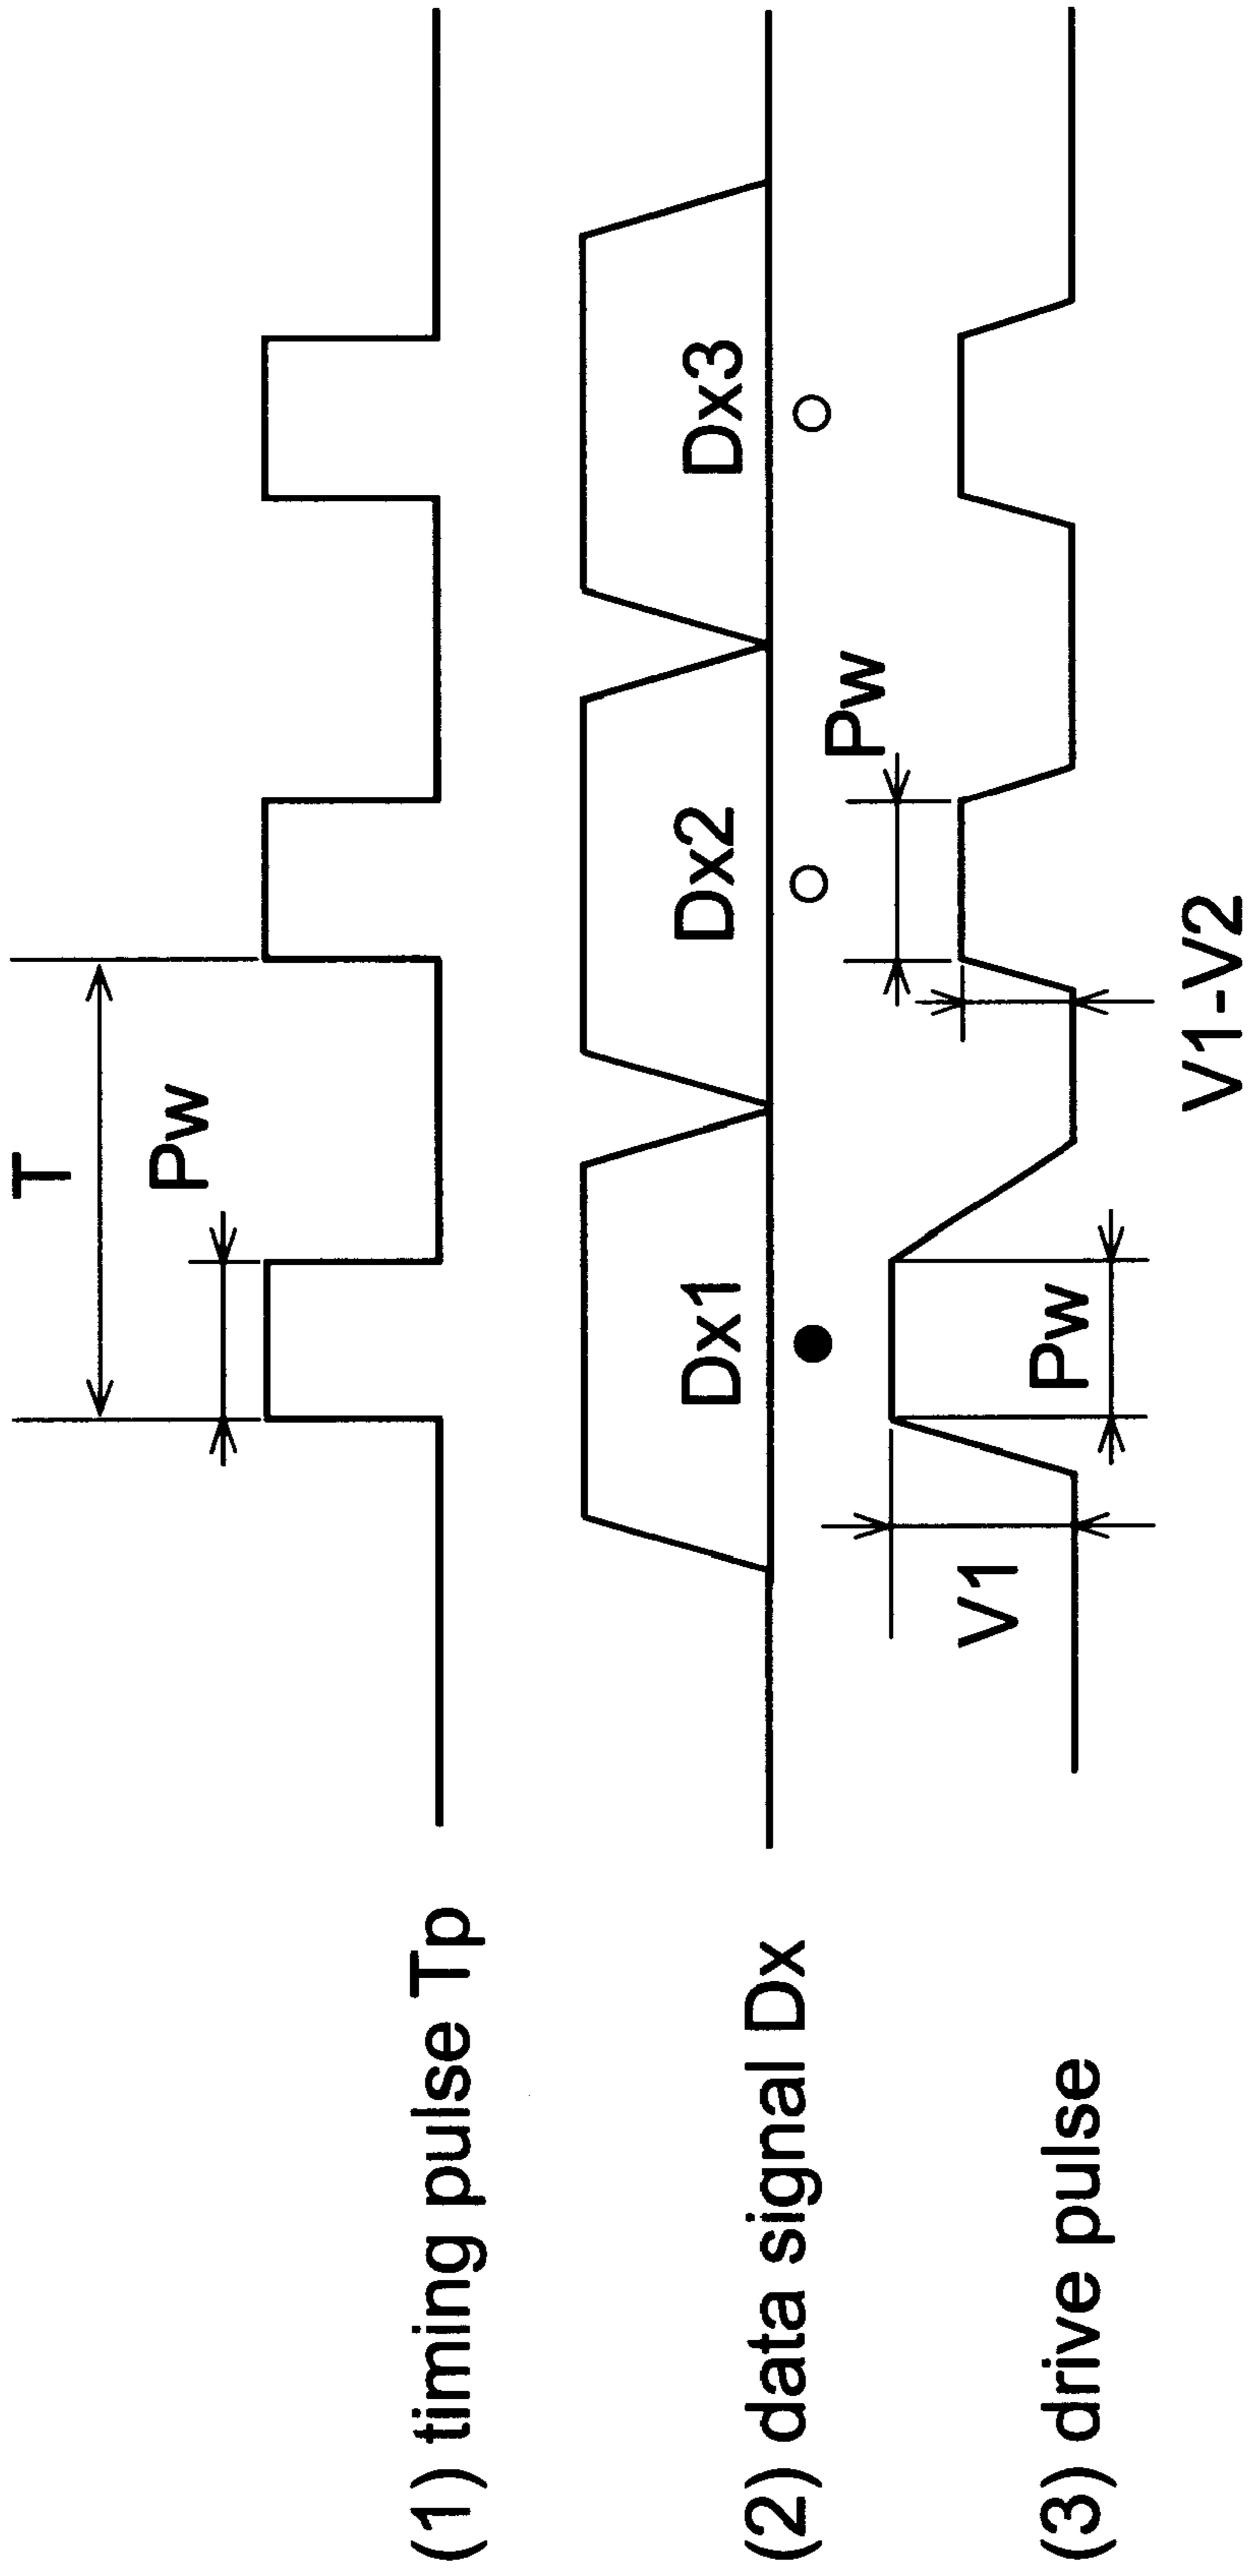 T
Pw
(1) timing pulse Tp
(2) data signal Dx
Dx1
Dx2
Dx3
Pw
(3) drive pulse
V1
Pw
V1-V2